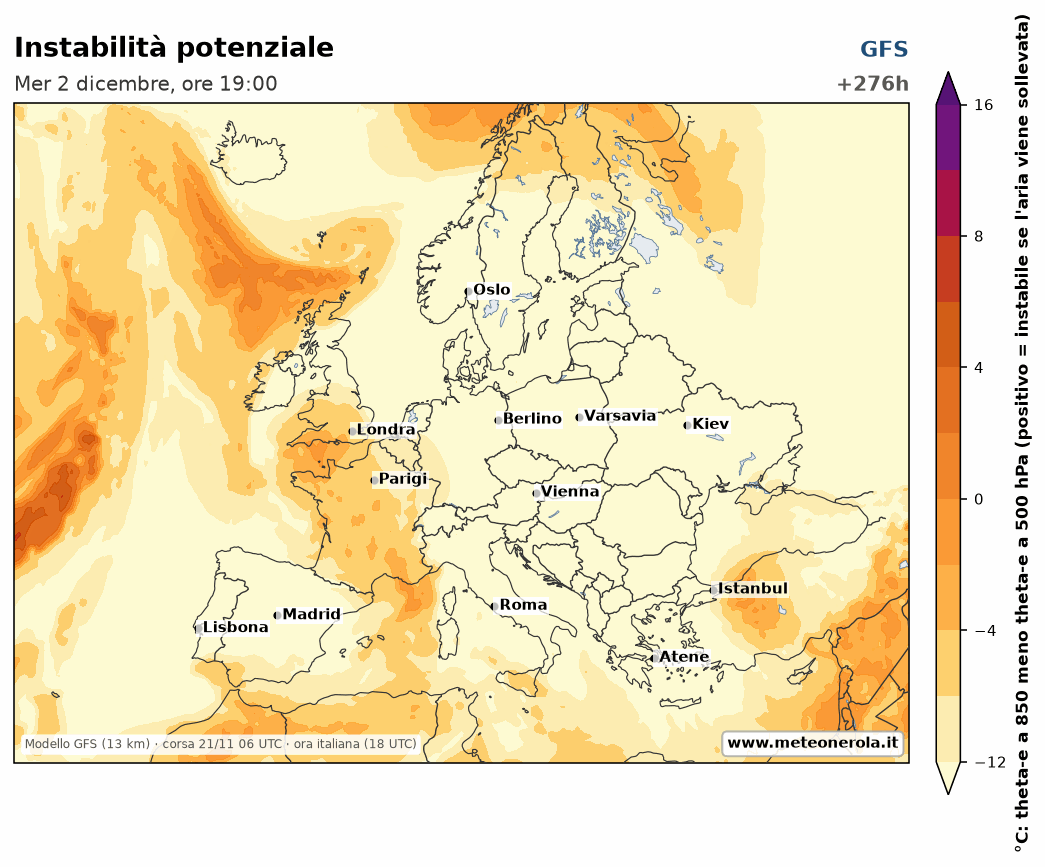 Instabilità potenziale
GFS
Mer 2 dicembre, ore 19:00
+276h
Oslo
Londra
Berlino
Varsavia
Kiev
Parigi
Vienna
Istanbul
Roma
Madrid
Lisbona
Atene
Modello GFS (13 km) · corsa 21/11 06 UTC · ora italiana (18 UTC)
www.meteonerola.it
16
8
4
0
−4
−12
°C: theta-e a 850 meno theta-e a 500 hPa (positivo = instabile se l'aria viene sollevata)